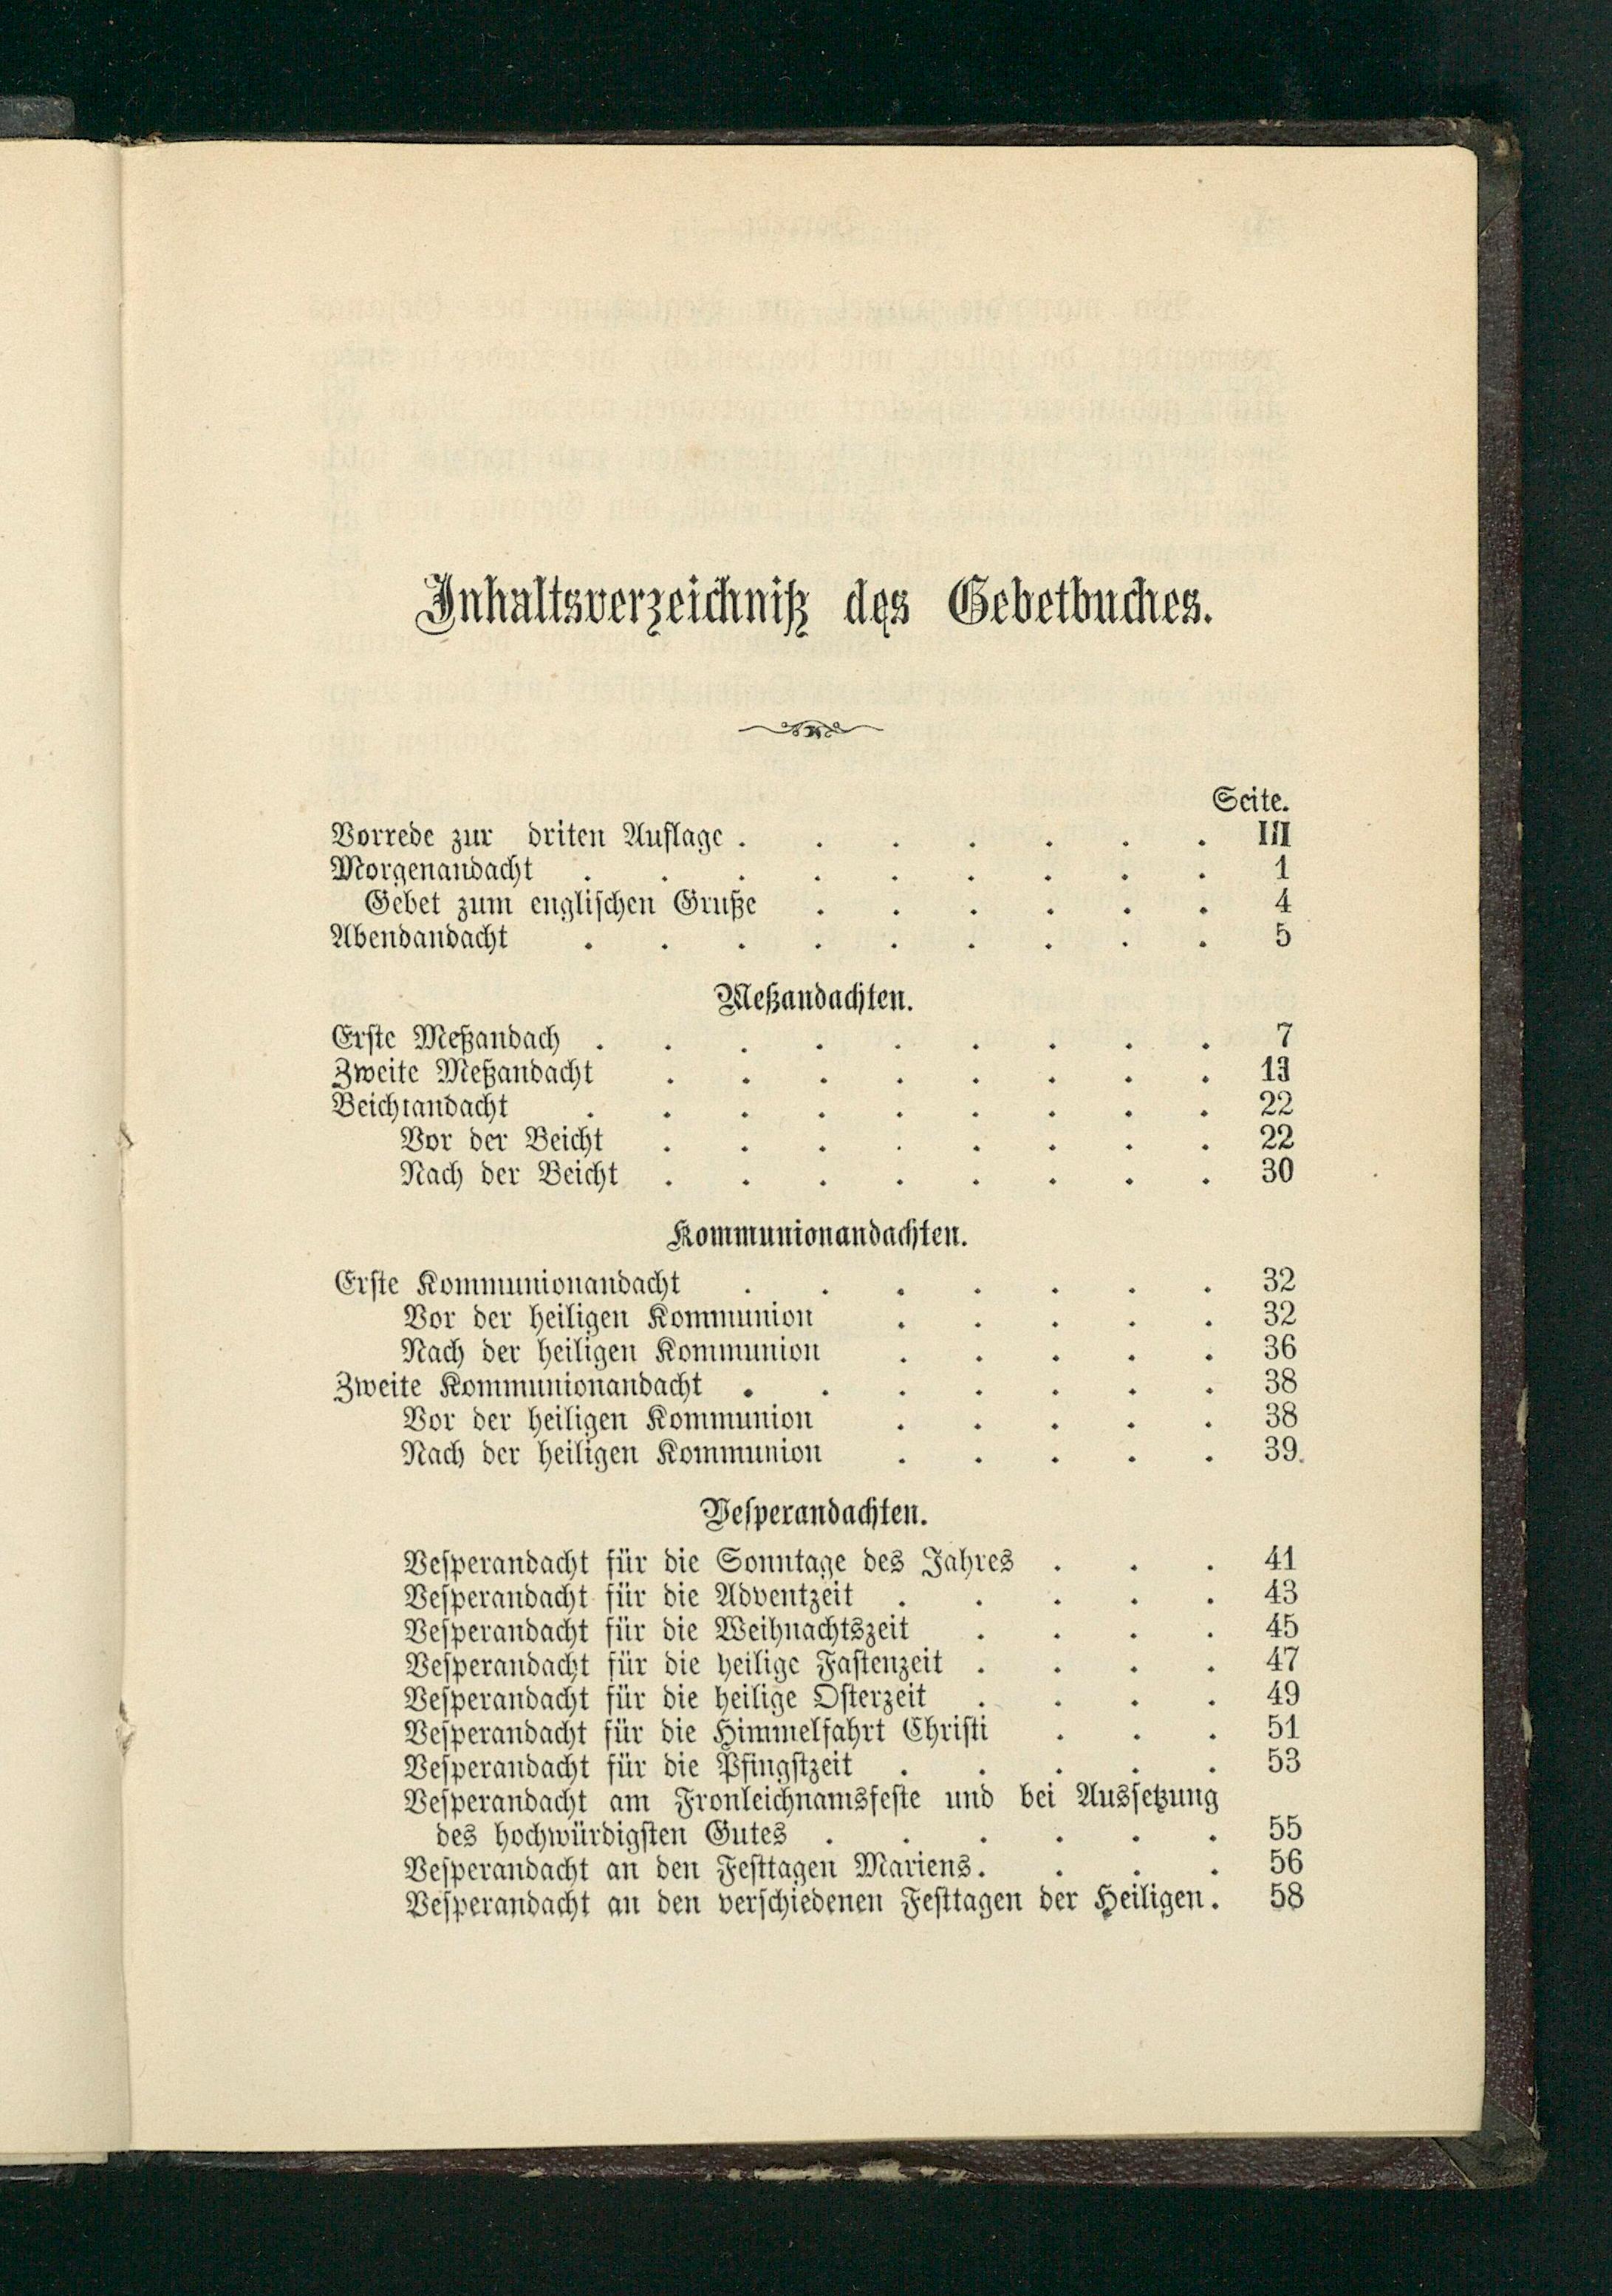 Inhaltsverzeichniß des Gebetbuches.
Seite.
Vorrede zur driten Auflage . . . . . . . III
Morgenandacht . . . . . . . . . 1
Gebet zum englischen Gruße . . . . . . 4
Abendandacht . . . . . . . . . 5
Meßandachten.
Erste Meßandach . . . . . . . . . 7
Zweite Meßandacht . . . . . . . . 13
Beichtandacht . . . . . . . . . 22
Vor der Beicht . . . . . . . . 22
Nach der Beicht . . . . . . . . 30
Kommunionandachten.
Erste Kommunionandacht . . . . . . . 32
Vor der heiligen Kommunion . . . . . 32
Nach der heiligen Kommunion . . . . . 36
Zweite Kommunionandacht . . . . . . . 38
Vor der heiligen Kommunion . . . . . 38
Nach der heiligen Kommunion . . . . . 39.
Vesperandachten.
Vesperandacht für die Sonntage des Jahres . . . 41
Vesperandacht für die Adventzeit . . . . . 43
Vesperandacht für die Weihnachtszeit . . . . 45
Vesperandacht für die heilige Fastenzeit . . . . 47
Vesperandacht für die heilige Osterzeit . . . . 49
Vesperandacht für die Himmelfahrt Christi . . . 51
Vesperandacht für die Pfingstzeit . . . . . 53
Vesperandacht am Fronleichnamsfeste und bei Aussetzung
des hochwürdigsten Gutes . . . . . . 55
Vesperandacht an den Festtagen Mariens. . . . 56
Vesperandacht an den verschiedenen Festtagen der Heiligen. 58